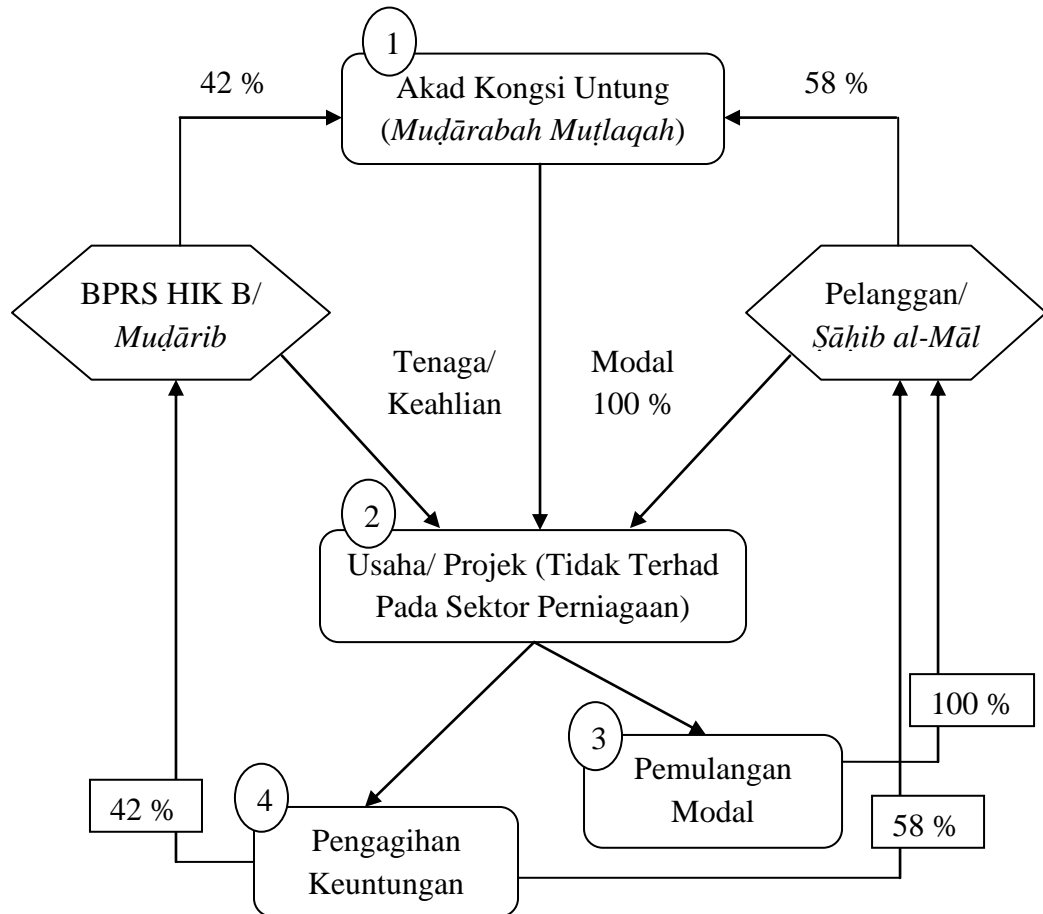 1
42 %
Akad Kongsi Untung
(Muḍārabah Muṭlaqah)
58 %
BPRS HIK B/
Muḍārib
Pelanggan/
Ṣāḥib al-Māl
Tenaga/
Keahlian
Modal
100 %
2
Usaha/ Projek (Tidak Terhad
Pada Sektor Perniagaan)
3
Pemulangan
Modal
100 %
4
Pengagihan
Keuntungan
42 %
58 %